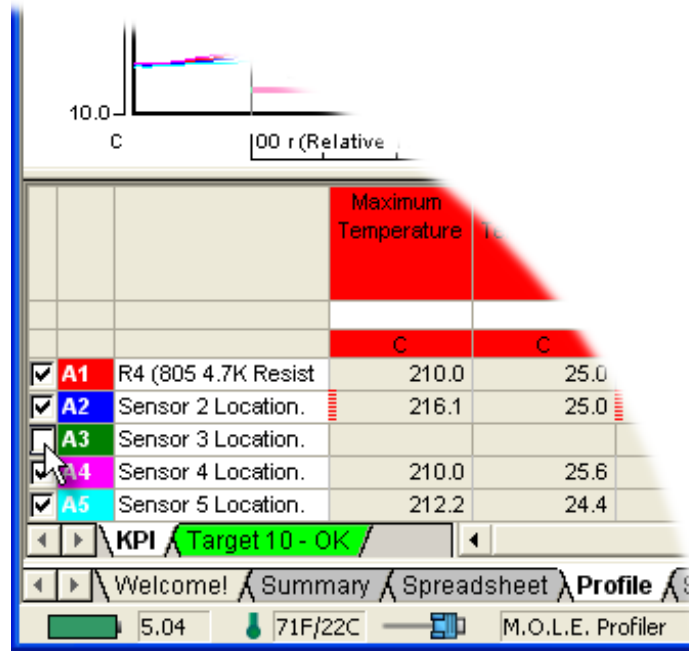 10.0
C 00 r (Relative
Maximum
Temperature
C C
A1 R4 (805 4.7K Resist 210.0 25.0
A2 Sensor 2 Location. 216.1 25.0
A3 Sensor 3 Location.
A4 Sensor 4 Location. 210.0 25.6
A5 Sensor 5 Location. 212.2 24.4
KPI Target 10 - OK
Welcome! Summary Spreadsheet Profile
5.04 71F/22C M.O.L.E. Profiler